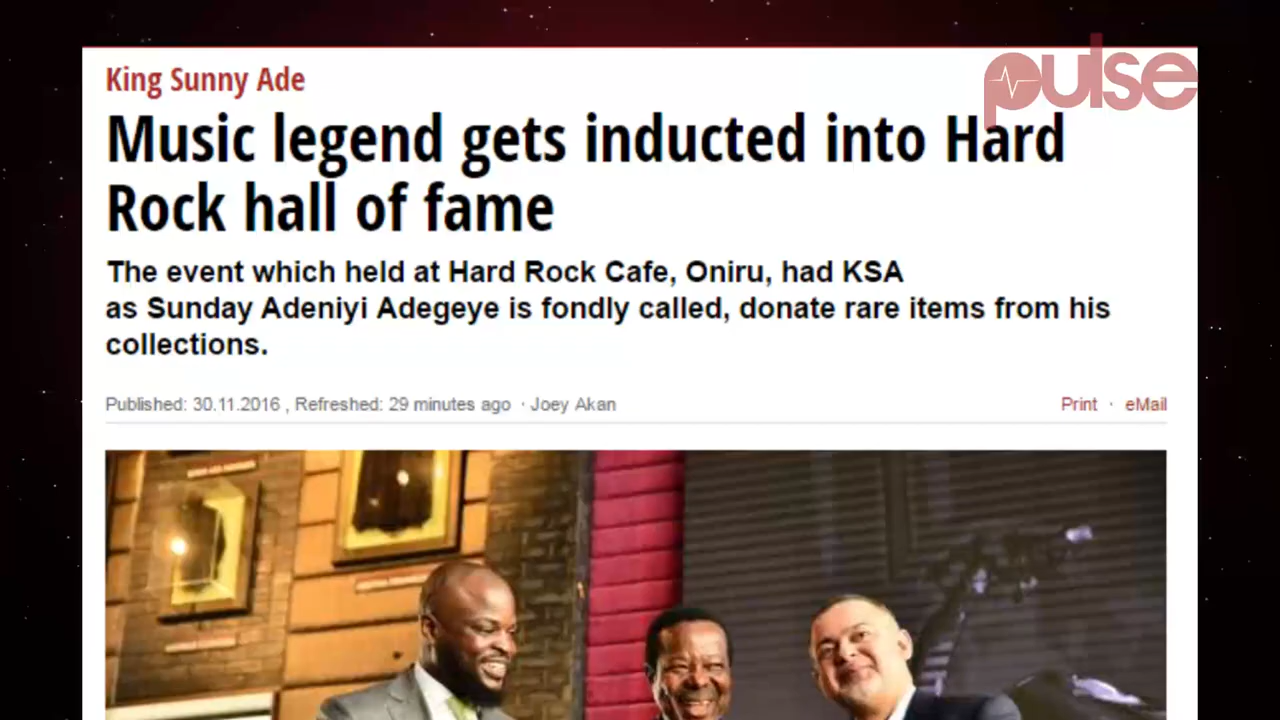 pulse
King Sunny Ade
Music legend gets inducted into Hard
Rock hall of fame
The event which held at Hard Rock Cafe, Oniru, had KSA
as Sunday Adeniyi Adegeye is fondly called, donate rare items from his
collections.
Published: 30.11.2016 , Refreshed: 29 minutes ago · Joey Akan
Print · eMail